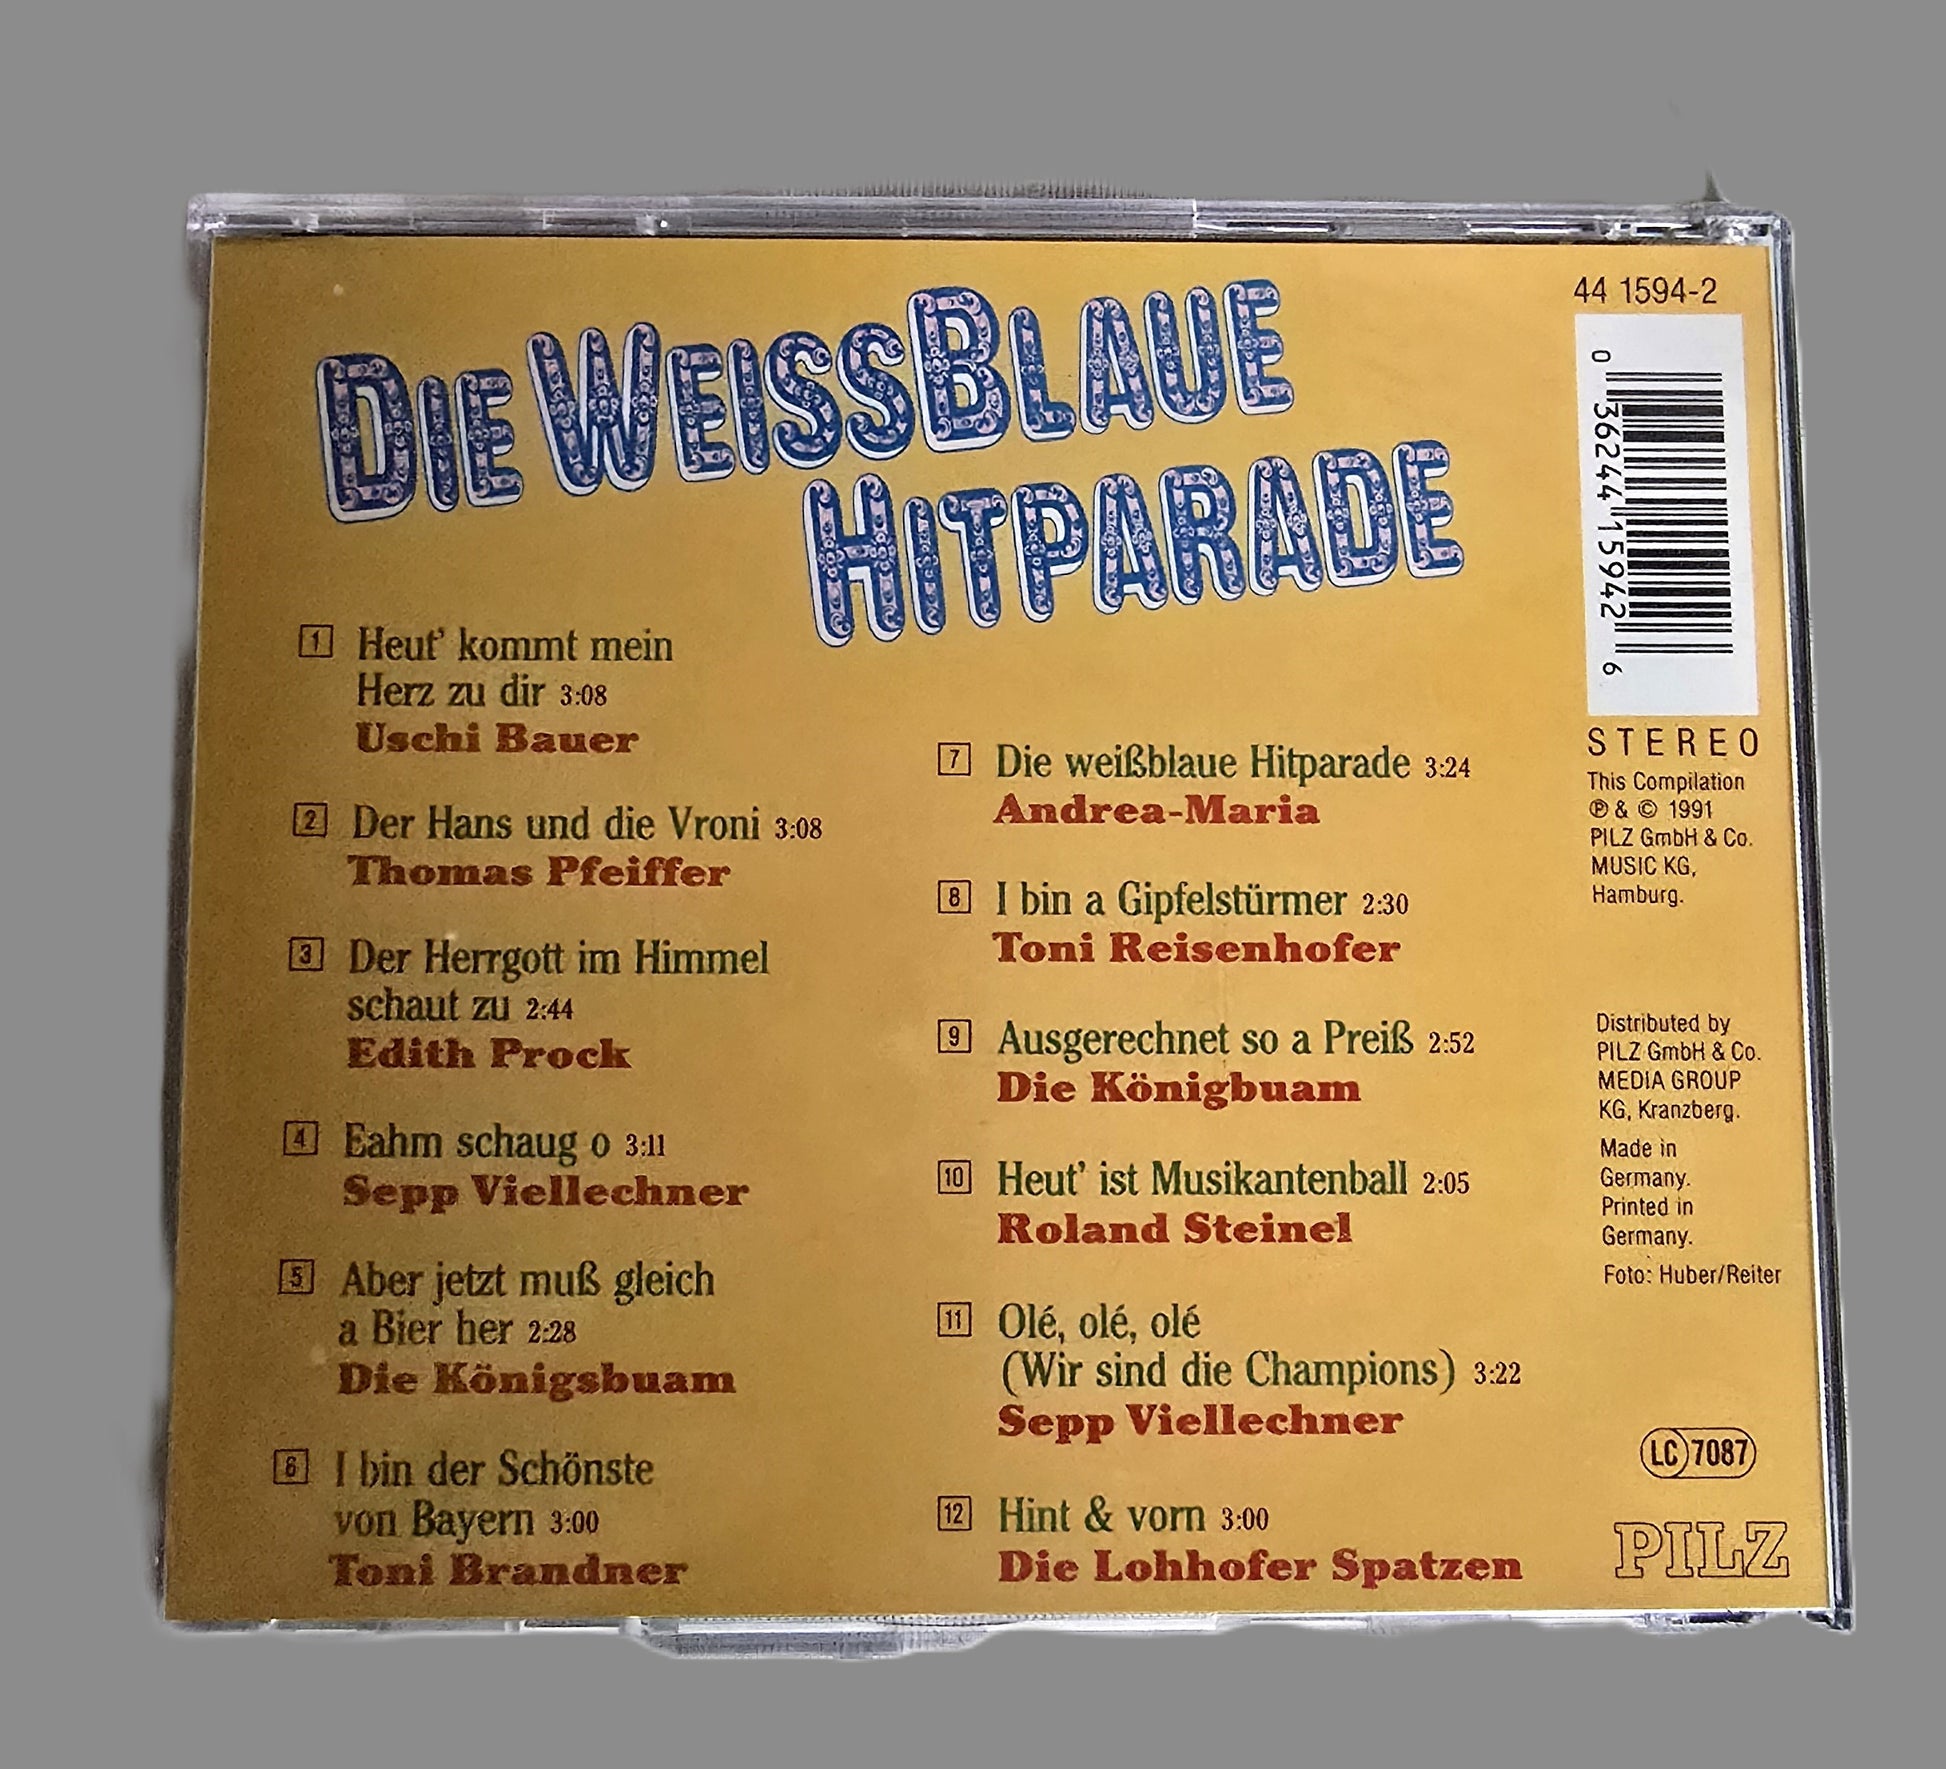 DIE WEISSBLAUE
HITPARADE
1 Heut' kommt mein
Herz zu dir 3:08
Uschi Bauer
2 Der Hans und die Vroni 3:08
Thomas Pfeiffer
3 Der Herrgott im Himmel
schaut zu 2:44
Edith Prock
4 Eahm schaug o 3:11
Sepp Viellechner
5 Aber jetzt muß gleich
a Bier her 2:28
Die Königsbuam
6 I bin der Schönste
von Bayern 3:00
Toni Brandner
7 Die weißblaue Hitparade 3:24
Andrea-Maria
8 I bin a Gipfelstürmer 2:30
Toni Reisenhofer
9 Ausgerechnet so a Preiß 2:52
Die Königbuam
10 Heut' ist Musikantenball 2:05
Roland Steinel
11 Olé, olé, olé
(Wir sind die Champions) 3:22
Sepp Viellechner
12 Hint & vorn 3:00
Die Lohhofer Spatzen
44 1594-2
0 36244 15942 6
STEREO
This Compilation
℗ & © 1991
PILZ GmbH & Co.
MUSIC KG,
Hamburg.
Distributed by
PILZ GmbH & Co.
MEDIA GROUP
KG, Kranzberg.
Made in
Germany.
Printed in
Germany.
Foto: Huber/Reiter
LC 7087
PILZ